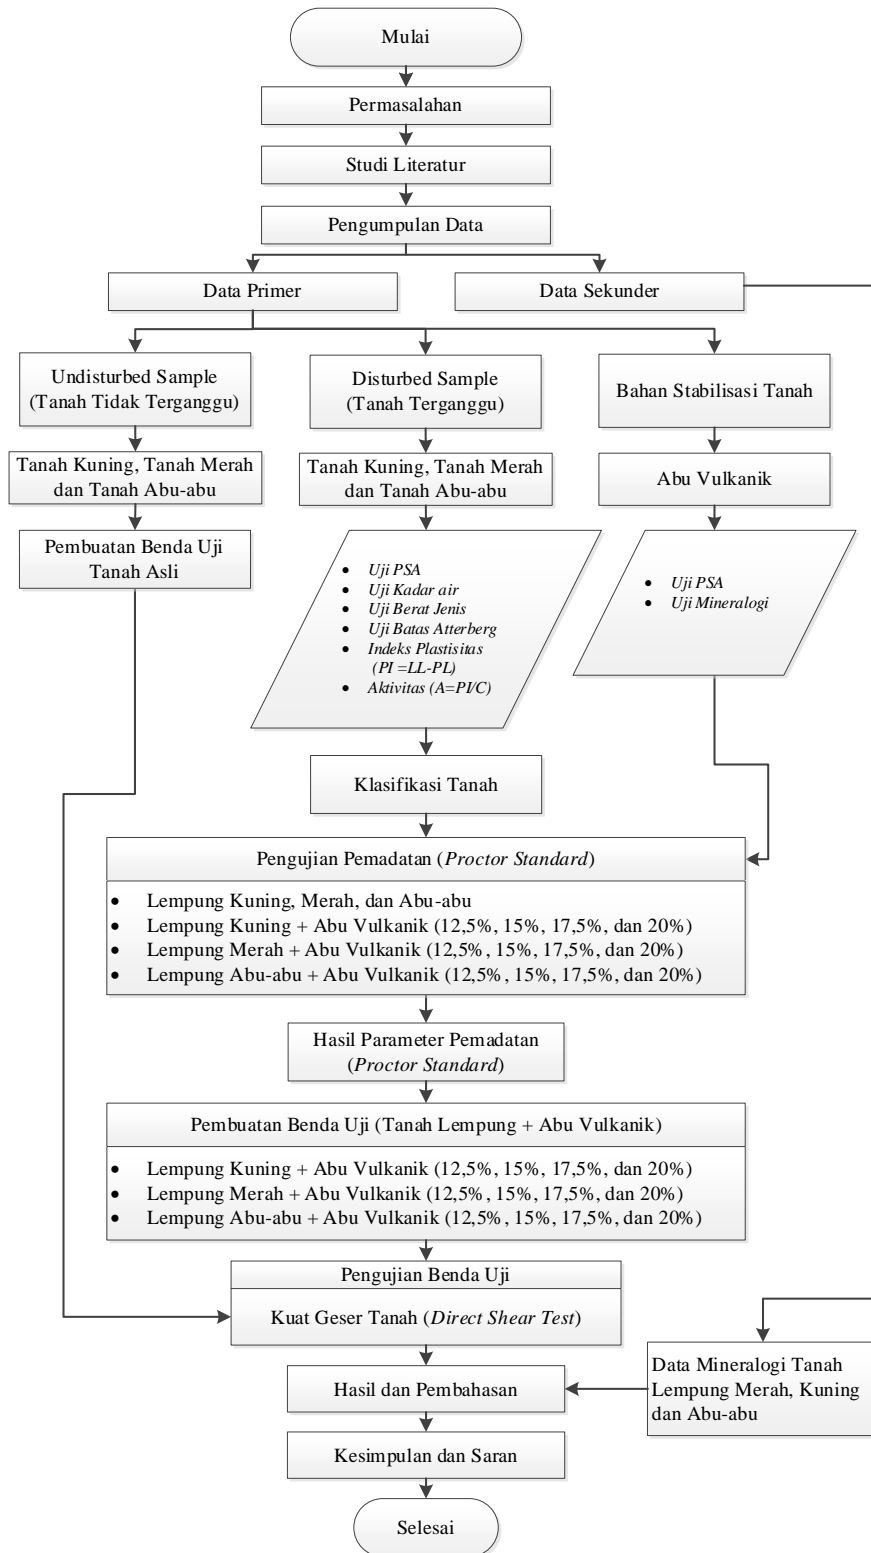 Mulai
Permasalahan
Studi Literatur
Pengumpulan Data
Data Primer
Data Sekunder
Undisturbed Sample
(Tanah Tidak Terganggu)
Disturbed Sample
(Tanah Terganggu)
Bahan Stabilisasi Tanah
Tanah Kuning, Tanah Merah
dan Tanah Abu-abu
Tanah Kuning, Tanah Merah
dan Tanah Abu-abu
Abu Vulkanik
Pembuatan Benda Uji
Tanah Asli
• Uji PSA
• Uji Kadar air
• Uji Berat Jenis
• Uji Batas Atterberg
• Indeks Plastisitas
(PI =LL-PL)
• Aktivitas (A=PI/C)
• Uji PSA
• Uji Mineralogi
Klasifikasi Tanah
Pengujian Pemadatan (Proctor Standard)
• Lempung Kuning, Merah, dan Abu-abu
• Lempung Kuning + Abu Vulkanik (12,5%, 15%, 17,5%, dan 20%)
• Lempung Merah + Abu Vulkanik (12,5%, 15%, 17,5%, dan 20%)
• Lempung Abu-abu + Abu Vulkanik (12,5%, 15%, 17,5%, dan 20%)
Hasil Parameter Pemadatan
(Proctor Standard)
Pembuatan Benda Uji (Tanah Lempung + Abu Vulkanik)
• Lempung Kuning + Abu Vulkanik (12,5%, 15%, 17,5%, dan 20%)
• Lempung Merah + Abu Vulkanik (12,5%, 15%, 17,5%, dan 20%)
• Lempung Abu-abu + Abu Vulkanik (12,5%, 15%, 17,5%, dan 20%)
Pengujian Benda Uji
Kuat Geser Tanah (Direct Shear Test)
Data Mineralogi Tanah
Lempung Merah, Kuning
dan Abu-abu
Hasil dan Pembahasan
Kesimpulan dan Saran
Selesai